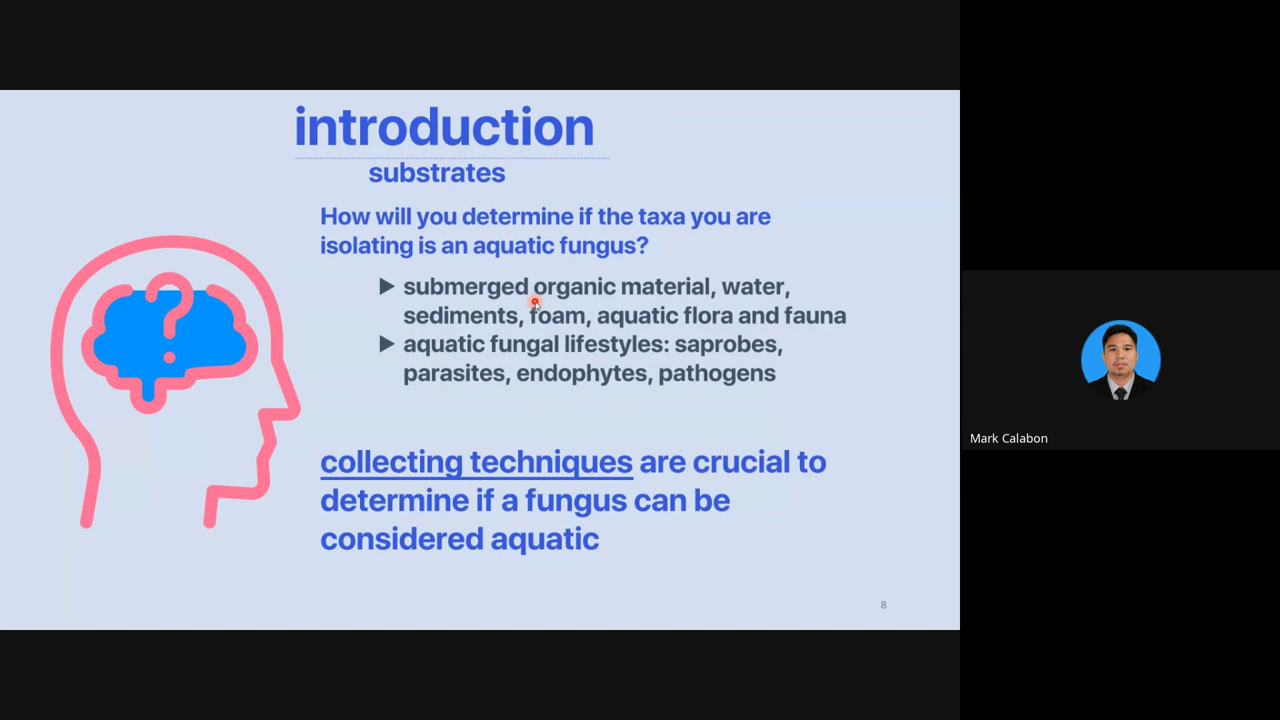 introduction
substrates
How will you determine if the taxa you are
isolating is an aquatic fungus?
▶ submerged organic material, water,
sediments, foam, aquatic flora and fauna
▶ aquatic fungal lifestyles: saprobes,
parasites, endophytes, pathogens
collecting techniques are crucial to
determine if a fungus can be
considered aquatic
8
Mark Calabon